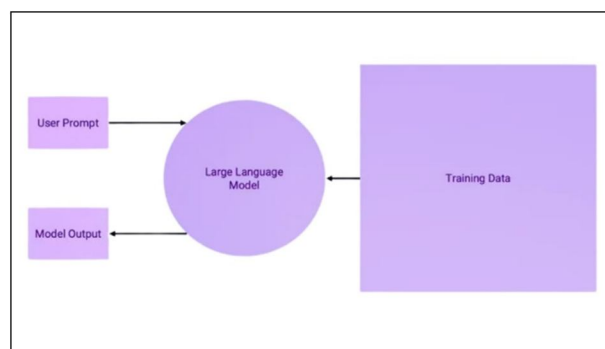 User Prompt
Large Language
Model
Training Data
Model Output